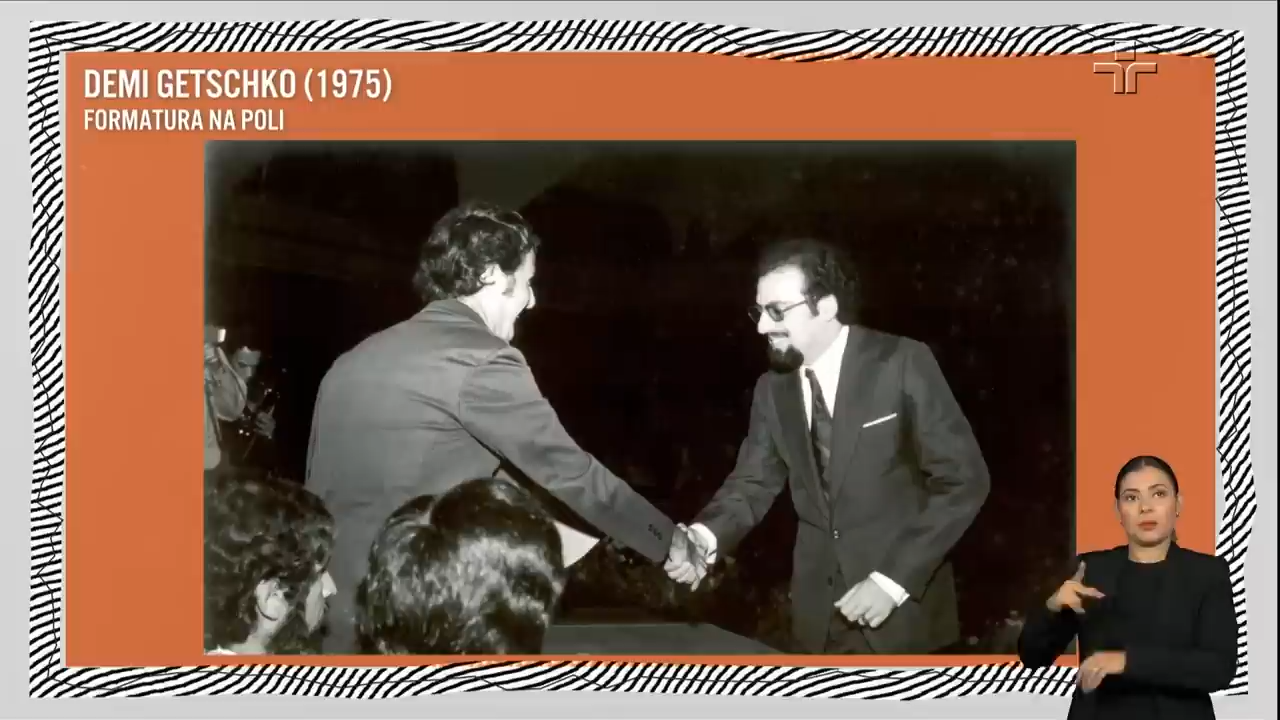 DEMI GETSCHKO (1975)
FORMATURA NA POLI